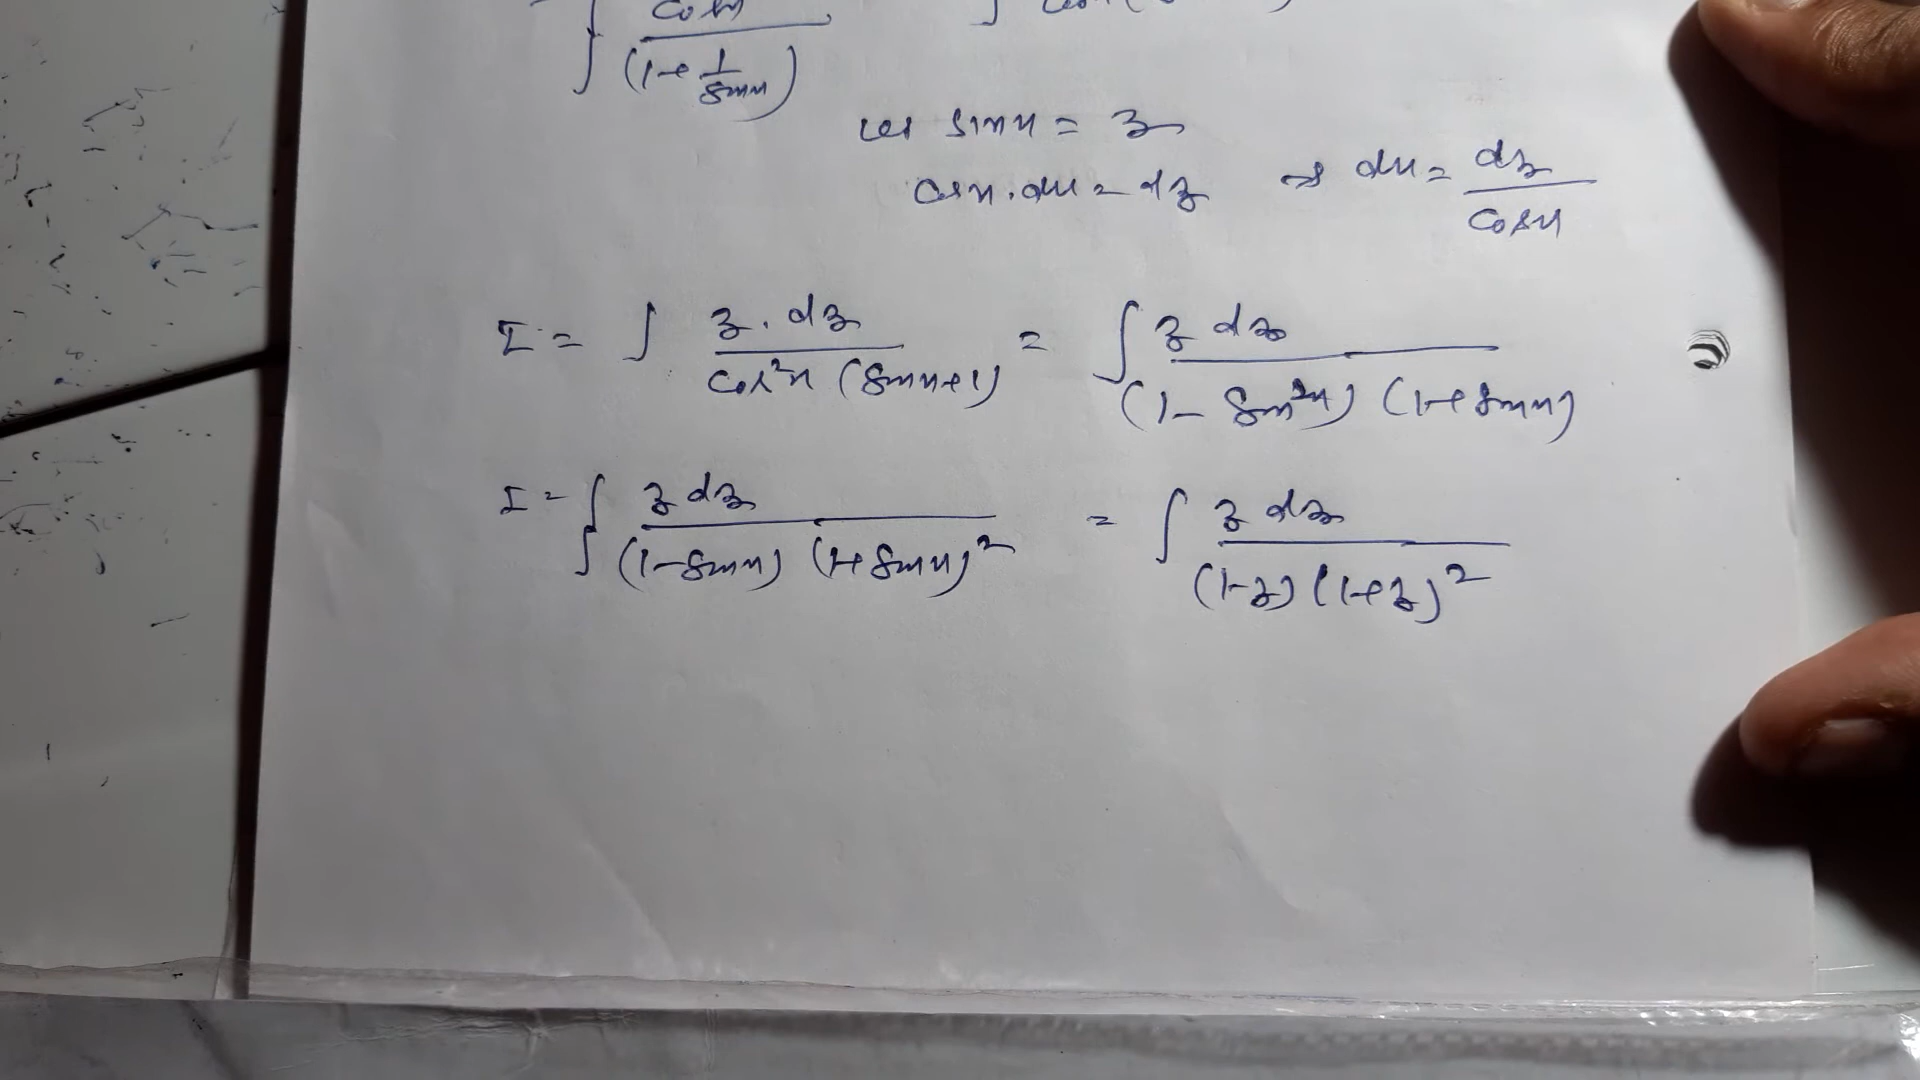 ∫ cosx / (1+ 1/sinx)
let sinx = z
cosx.dx = dz ⇒ dx = dz/cosx
I = ∫ z.dz / cos²x (sinx+1) = ∫ z dz / (1- sin²x) (1+sinx)
I = ∫ z dz / (1-sinx) (1+sinx)² = ∫ z dz / (1-z)(1+z)²